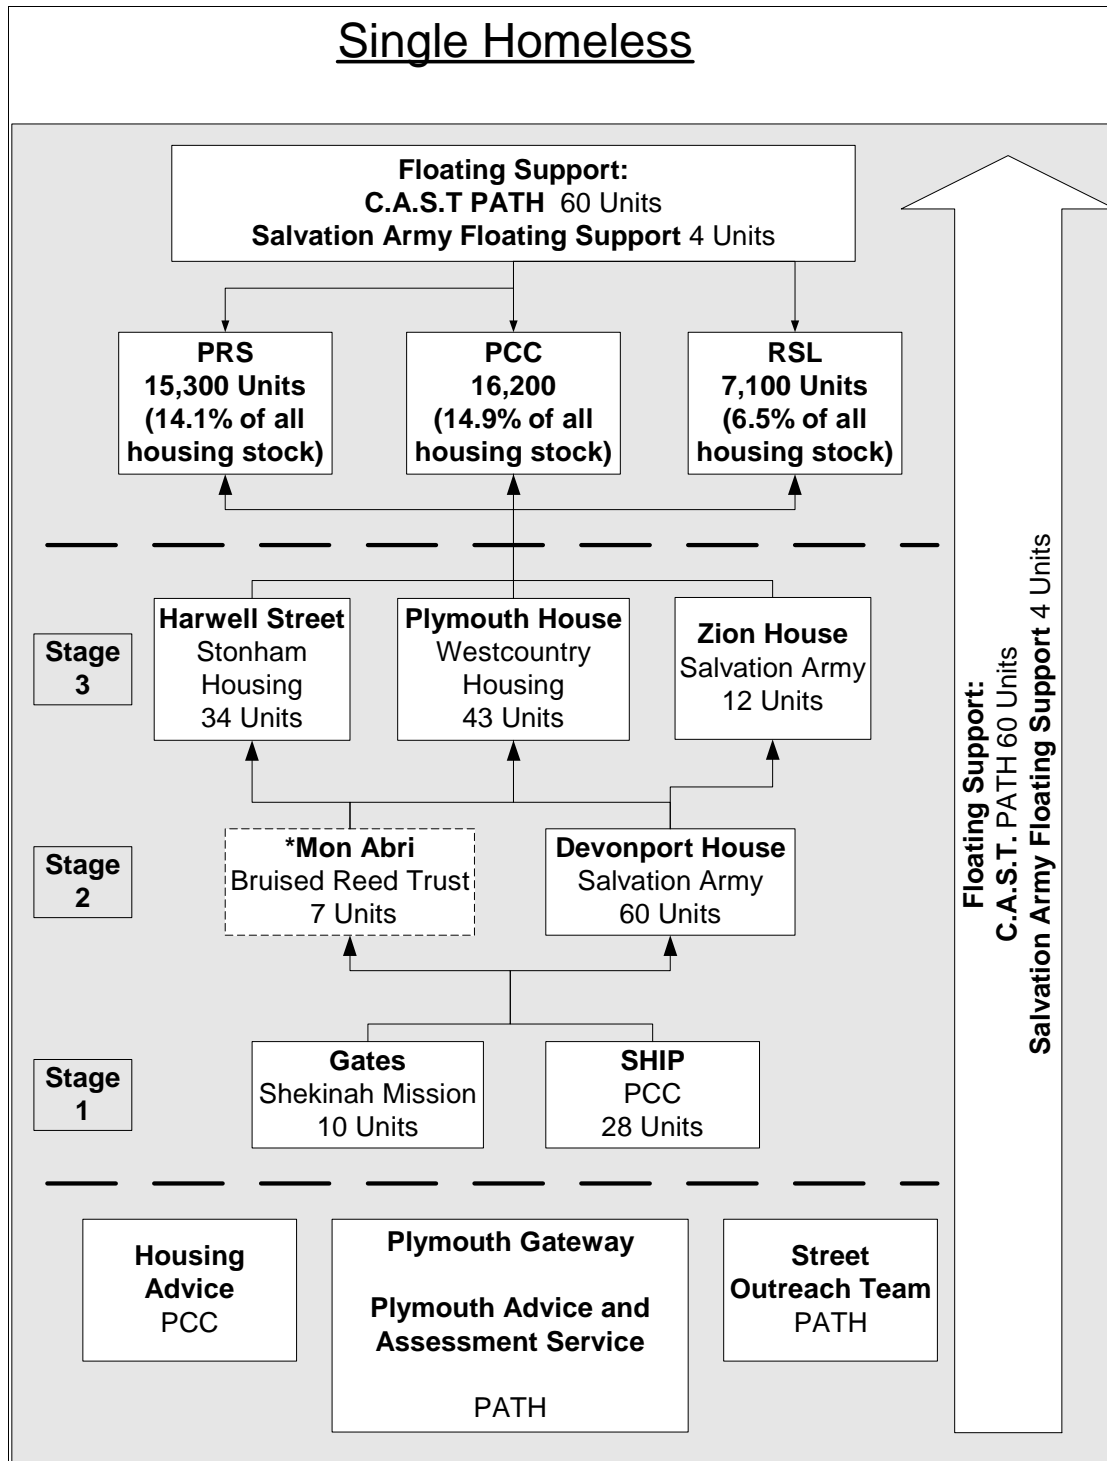 Single Homeless
Floating Support:
C.A.S.T PATH 60 Units
Salvation Army Floating Support 4 Units
PRS
15,300 Units
(14.1% of all
housing stock)
PCC
16,200
(14.9% of all
housing stock)
RSL
7,100 Units
(6.5% of all
housing stock)
Stage
3
Harwell Street
Stonham
Housing
34 Units
Plymouth House
Westcountry
Housing
43 Units
Zion House
Salvation Army
12 Units
Stage
2
*Mon Abri
Bruised Reed Trust
7 Units
Devonport House
Salvation Army
60 Units
Stage
1
Gates
Shekinah Mission
10 Units
SHIP
PCC
28 Units
Housing
Advice
PCC
Plymouth Gateway
Plymouth Advice and
Assessment Service
PATH
Street
Outreach Team
PATH
Floating Support:
C.A.S.T. PATH 60 Units
Salvation Army Floating Support 4 Units